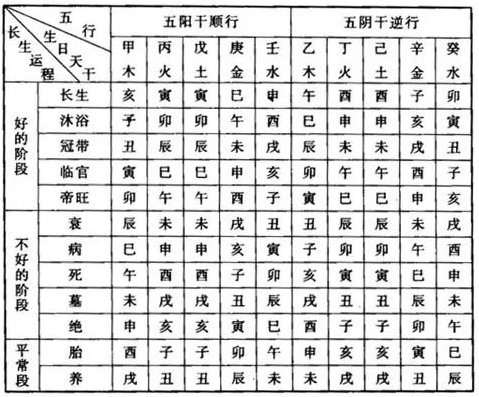 五行
生日天干
长生运程
五阳干顺行 五阴干逆行
甲 丙 戊 庚 壬 乙 丁 己 辛 癸
木 火 土 金 水 木 火 土 金 水
好的阶段
长生 亥 寅 寅 巳 申 午 酉 酉 子 卯
沐浴 子 卯 卯 午 酉 巳 申 申 亥 寅
冠带 丑 辰 辰 未 戌 辰 未 未 戌 丑
临官 寅 巳 巳 申 亥 卯 午 午 酉 子
帝旺 卯 午 午 酉 子 寅 巳 巳 申 亥
不好的阶段
衰 辰 未 未 戌 丑 丑 辰 辰 未 戌
病 巳 申 申 亥 寅 子 卯 卯 午 酉
死 午 酉 酉 子 卯 亥 寅 寅 巳 申
墓 未 戌 戌 丑 辰 戌 丑 丑 辰 未
绝 申 亥 亥 寅 巳 酉 子 子 卯 午
平常段
胎 酉 子 子 卯 午 申 亥 亥 寅 巳
养 戌 丑 丑 辰 未 未 戌 戌 丑 辰